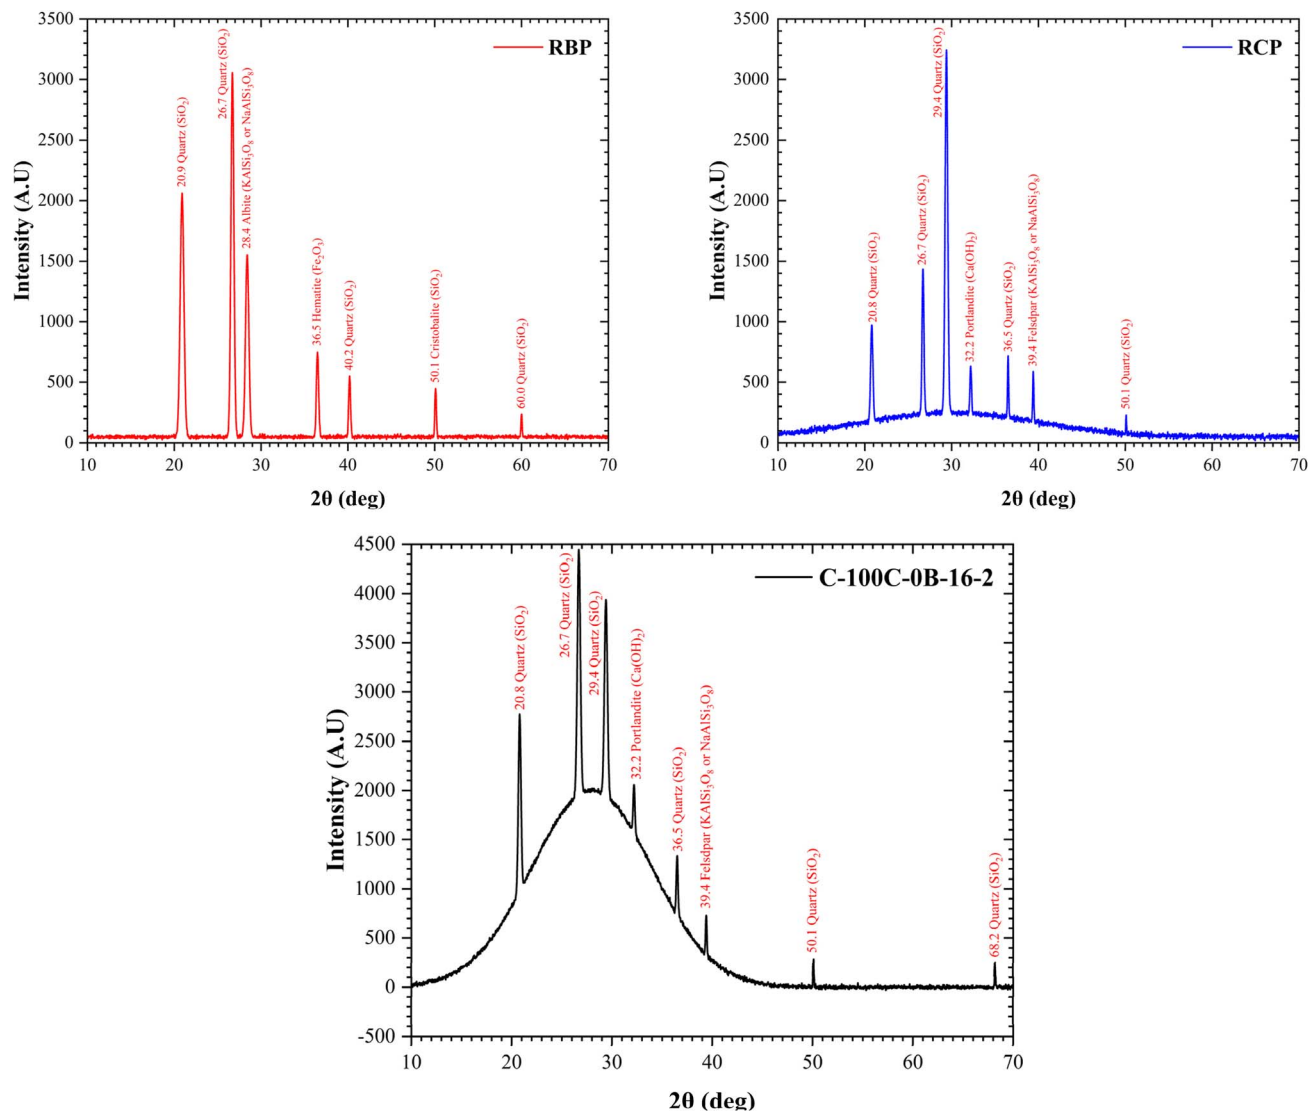 RBP
3500
3000
2500
2000
1500
1000
500
0
Intensity (A.U)
20.9 Quartz (SiO₂)
26.7 Quartz (SiO₂)
28.4 Albite (KAlSi₃O₈ or NaAlSi₃O₈)
36.5 Hematite (Fe₂O₃)
40.2 Quartz (SiO₂)
50.1 Cristobalite (SiO₂)
60.0 Quartz (SiO₂)
10 20 30 40 50 60 70
2θ (deg)
RCP
3500
3000
2500
2000
1500
1000
500
0
Intensity (A.U)
20.8 Quartz (SiO₂)
26.7 Quartz (SiO₂)
29.4 Quartz (SiO₂)
32.2 Portlandite (Ca(OH)₂)
36.5 Quartz (SiO₂)
39.4 Felsdpar (KAlSi₃O₈ or NaAlSi₃O₈)
50.1 Quartz (SiO₂)
10 20 30 40 50 60 70
2θ (deg)
C-100C-0B-16-2
4500
4000
3500
3000
2500
2000
1500
1000
500
0
-500
Intensity (A.U)
20.8 Quartz (SiO₂)
26.7 Quartz (SiO₂)
29.4 Quartz (SiO₂)
32.2 Portlandite (Ca(OH)₂)
36.5 Quartz (SiO₂)
39.4 Felsdpar (KAlSi₃O₈ or NaAlSi₃O₈)
50.1 Quartz (SiO₂)
68.2 Quartz (SiO₂)
10 20 30 40 50 60 70
2θ (deg)